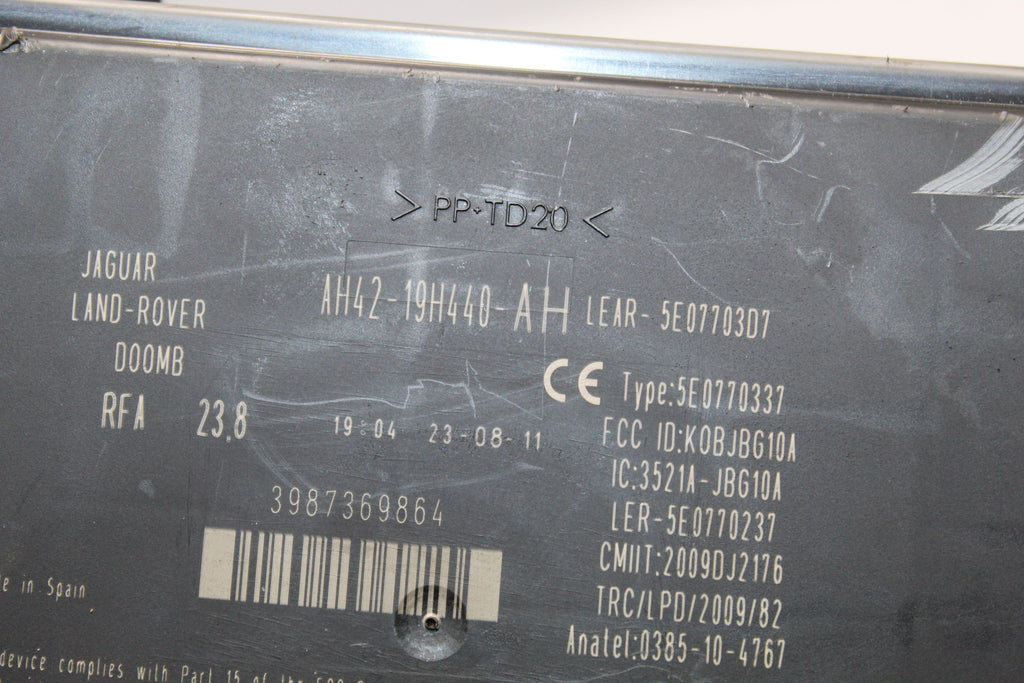 > PP+TD20 <
JAGUAR
LAND-ROVER
DOOMB
RFA 23.8
AH42-19H440-AH LEAR- 5E07703D7
19:04 23-08-11
3987369864
CE Type:5E0770337
FCC ID:KOBJBG10A
IC:3521A-JBG10A
LER-5E0770237
CMIIT:2009DJ2176
TRC/LPD/2009/82
Anatel:0385-10-4767
in Spain
device complies with Part 15 of the